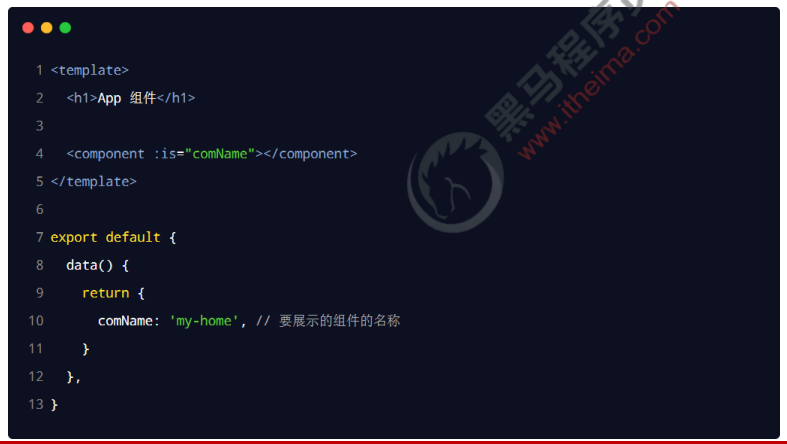 1 <template>
2 <h1>App 组件</h1>
3
4 <component :is="comName"></component>
5 </template>
6
7 export default {
8 data() {
9 return {
10 comName: 'my-home', // 要展示的组件的名称
11 }
12 },
13 }
黑马程序员
www.itheima.com